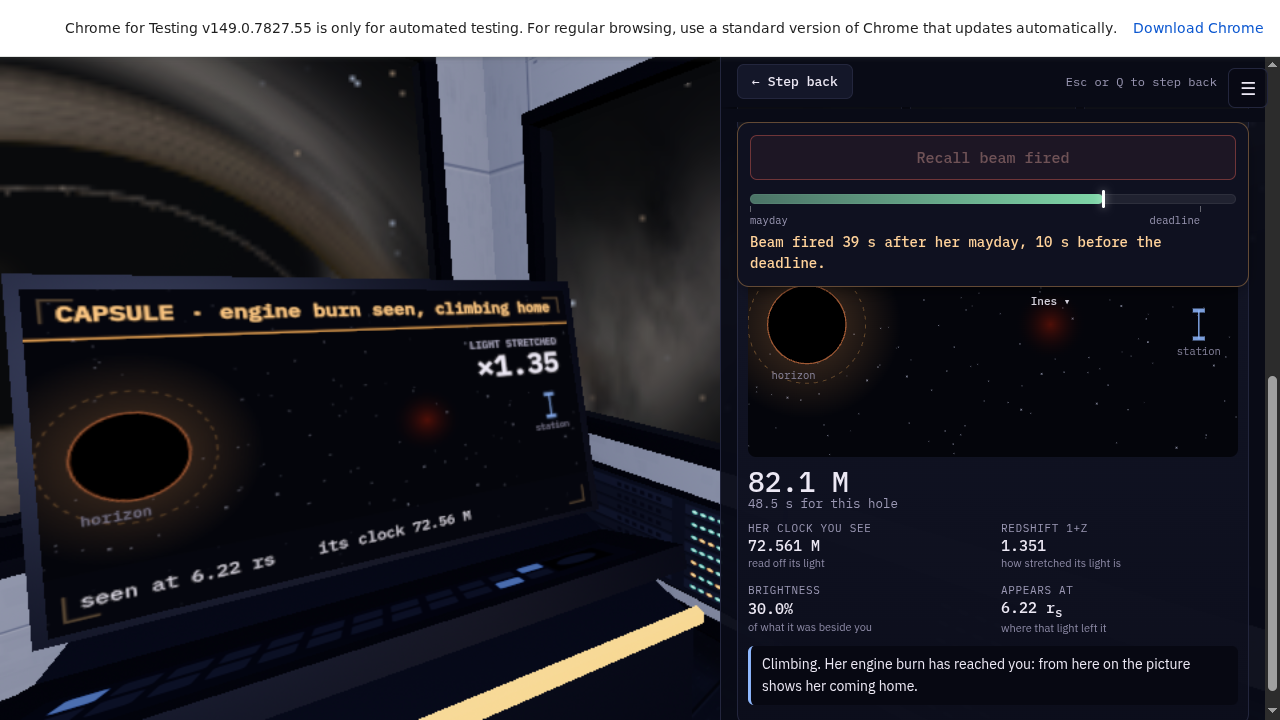 Chrome for Testing v149.0.7827.55 is only for automated testing. For regular browsing, use a standard version of Chrome that updates automatically. Download Chrome
← Step back
Esc or Q to step back
☰
Recall beam fired
mayday
deadline
Beam fired 39 s after her mayday, 10 s before the
deadline.
Ines ▾
station
horizon
82.1 M
48.5 s for this hole
HER CLOCK YOU SEE
72.561 M
read off its light
REDSHIFT 1+Z
1.351
how stretched its light is
BRIGHTNESS
30.0%
of what it was beside you
APPEARS AT
6.22 rs
where that light left it
Climbing. Her engine burn has reached you: from here on the picture
shows her coming home.
CAPSULE · engine burn seen, climbing home
LIGHT STRETCHED
×1.35
station
horizon
seen at 6.22 rs
its clock 72.56 M